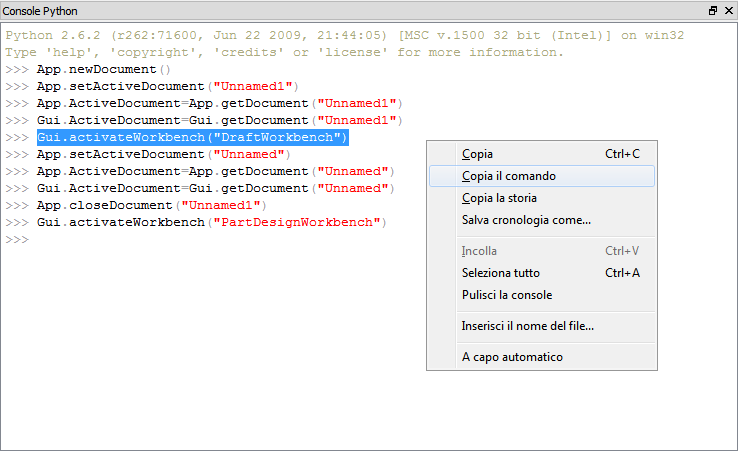 Console Python
Python 2.6.2 (r262:71600, Jun 22 2009, 21:44:05) [MSC v.1500 32 bit (Intel)] on win32
Type 'help', 'copyright', 'credits' or 'license' for more information.
>>> App.newDocument()
>>> App.setActiveDocument("Unnamed1")
>>> App.ActiveDocument=App.getDocument("Unnamed1")
>>> Gui.ActiveDocument=Gui.getDocument("Unnamed1")
>>> Gui.activateWorkbench("DraftWorkbench")
>>> App.setActiveDocument("Unnamed")
>>> App.ActiveDocument=App.getDocument("Unnamed")
>>> Gui.ActiveDocument=Gui.getDocument("Unnamed")
>>> App.closeDocument("Unnamed1")
>>> Gui.activateWorkbench("PartDesignWorkbench")
>>>
Copia Ctrl+C
Copia il comando
Copia la storia
Salva cronologia come...
Incolla Ctrl+V
Seleziona tutto Ctrl+A
Pulisci la console
Inserisci il nome del file...
A capo automatico